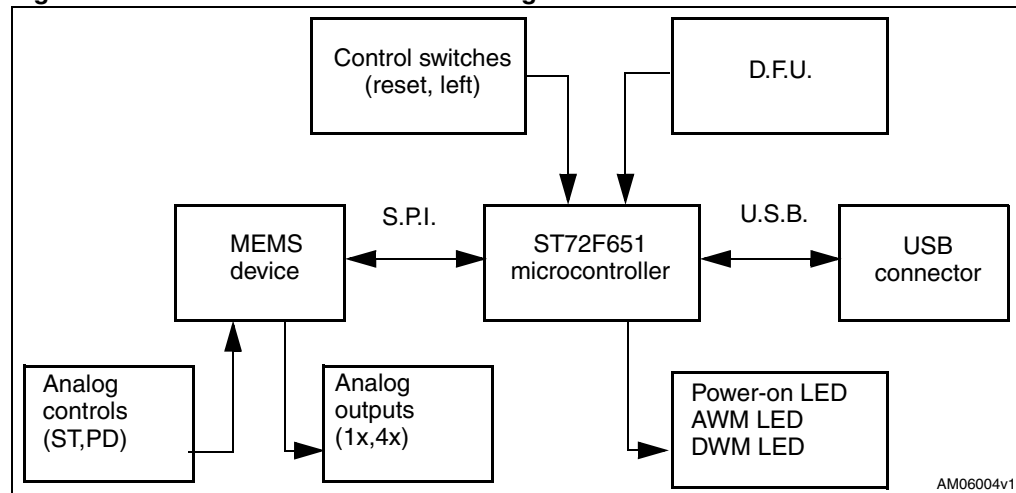 Control switches
(reset, left)
D.F.U.
MEMS
device
S.P.I.
ST72F651
microcontroller
U.S.B.
USB
connector
Analog
controls
(ST,PD)
Analog
outputs
(1x,4x)
Power-on LED
AWM LED
DWM LED
AM06004v1